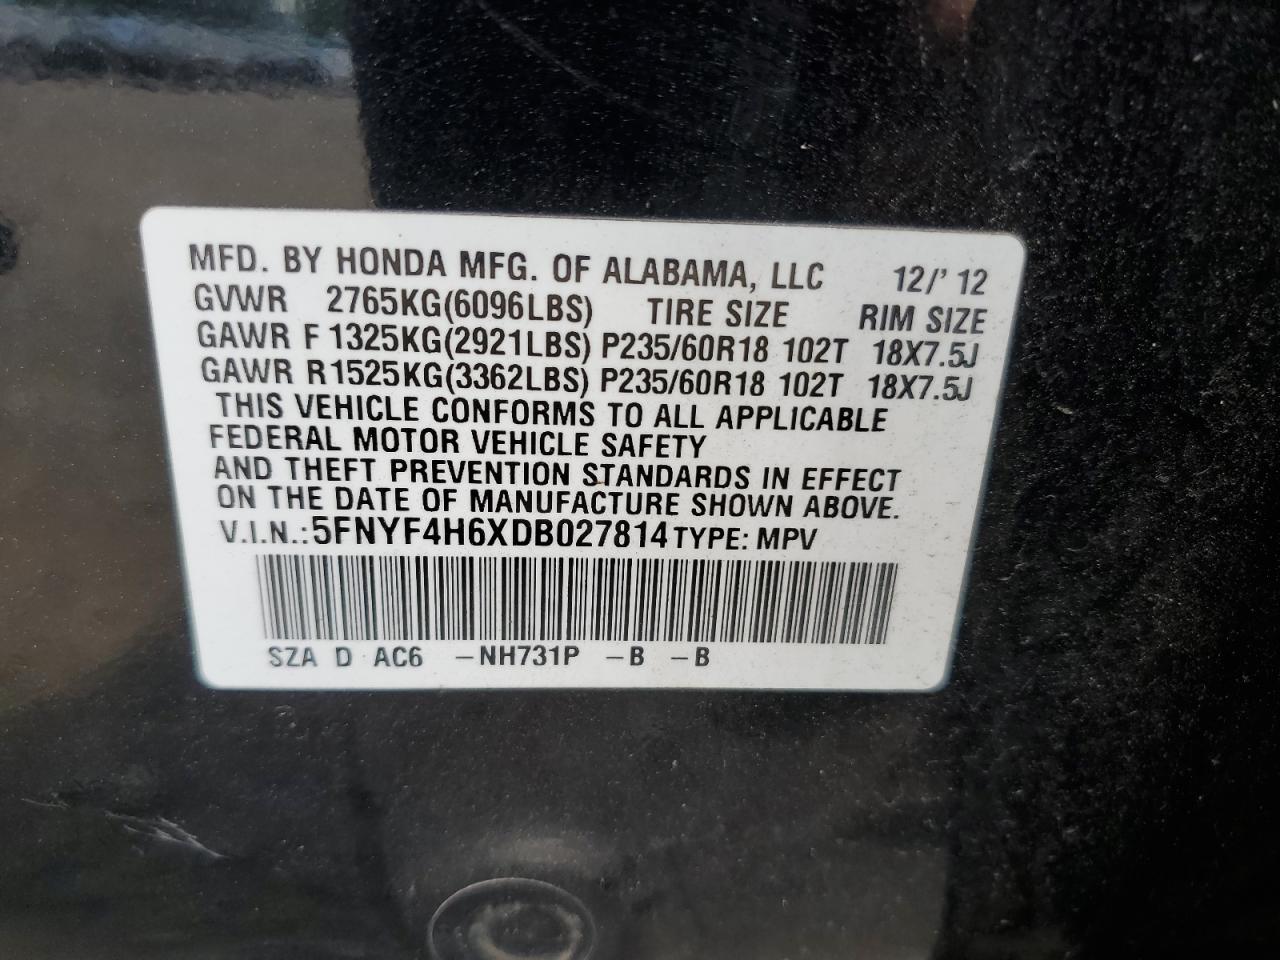 MFD. BY HONDA MFG. OF ALABAMA, LLC 12/' 12
GVWR 2765KG(6096LBS) TIRE SIZE RIM SIZE
GAWR F 1325KG(2921LBS) P235/60R18 102T 18X7.5J
GAWR R1525KG(3362LBS) P235/60R18 102T 18X7.5J
THIS VEHICLE CONFORMS TO ALL APPLICABLE
FEDERAL MOTOR VEHICLE SAFETY
AND THEFT PREVENTION STANDARDS IN EFFECT
ON THE DATE OF MANUFACTURE SHOWN ABOVE.
V.I.N.:5FNYF4H6XDB027814 TYPE: MPV
SZA D AC6 -NH731P -B -B